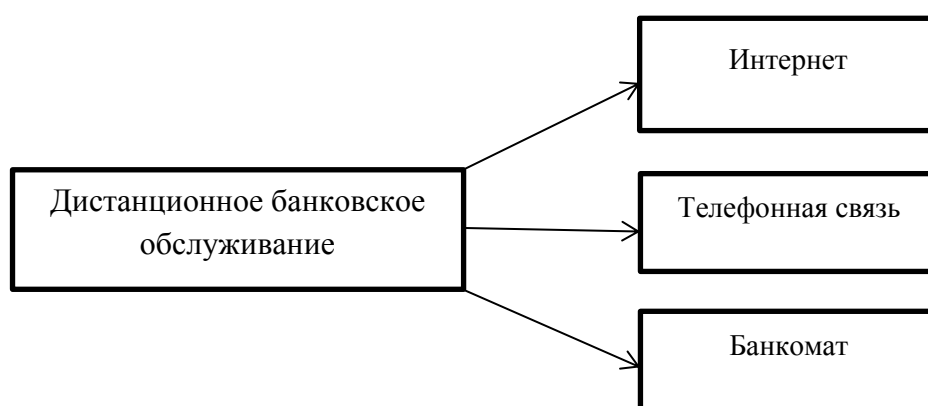 Интернет
Дистанционное банковское
обслуживание
Телефонная связь
Банкомат